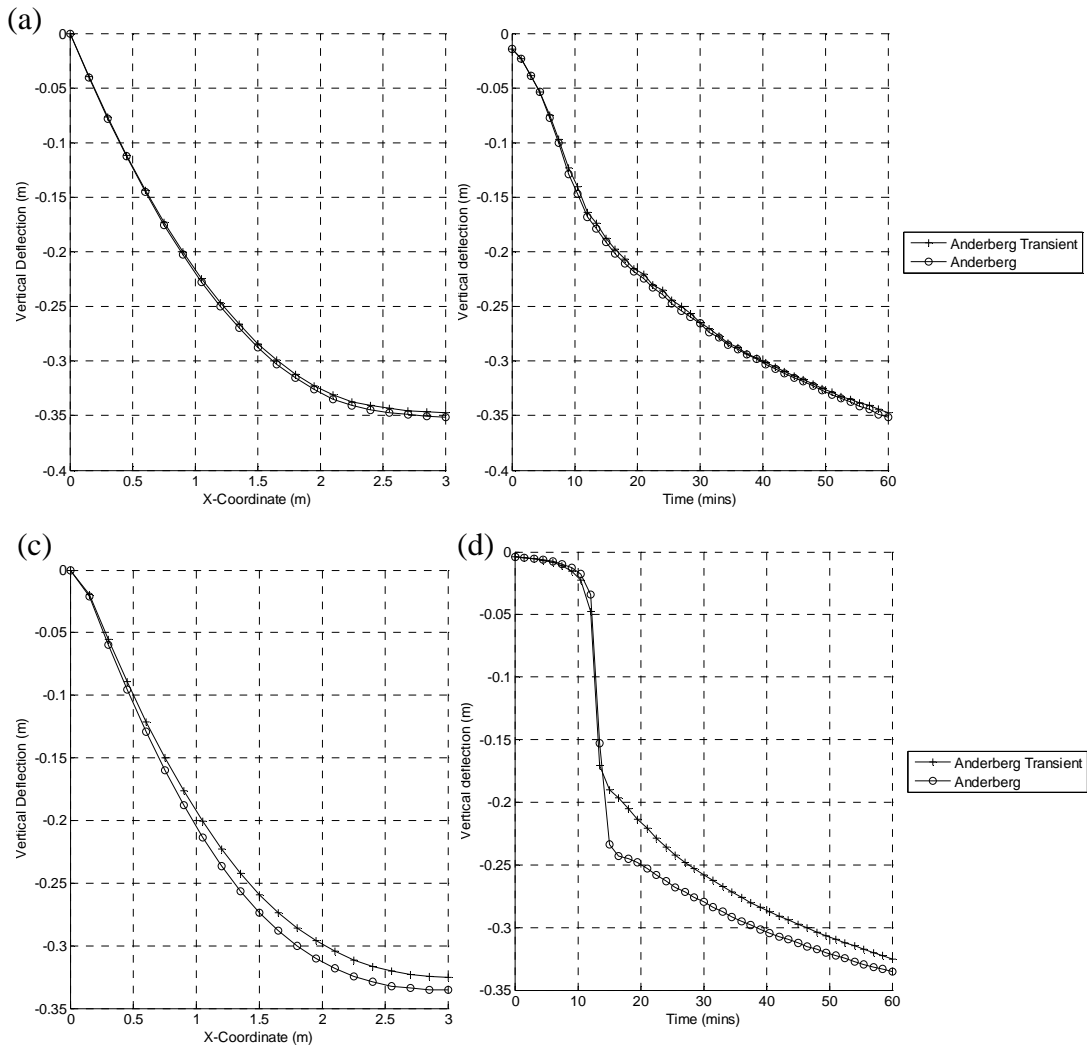 (a)
0
-0.05
-0.1
-0.15
-0.2
-0.25
-0.3
-0.35
-0.4
Vertical Deflection (m)
0 0.5 1 1.5 2 2.5 3
X-Coordinate (m)
0
-0.05
-0.1
-0.15
-0.2
-0.25
-0.3
-0.35
-0.4
Vertical deflection (m)
0 10 20 30 40 50 60
Time (mins)
Anderberg Transient
Anderberg
(c)
0
-0.05
-0.1
-0.15
-0.2
-0.25
-0.3
-0.35
Vertical Deflection (m)
0 0.5 1 1.5 2 2.5 3
X-Coordinate (m)
(d)
0
-0.05
-0.1
-0.15
-0.2
-0.25
-0.3
-0.35
Vertical deflection (m)
0 10 20 30 40 50 60
Time (mins)
Anderberg Transient
Anderberg